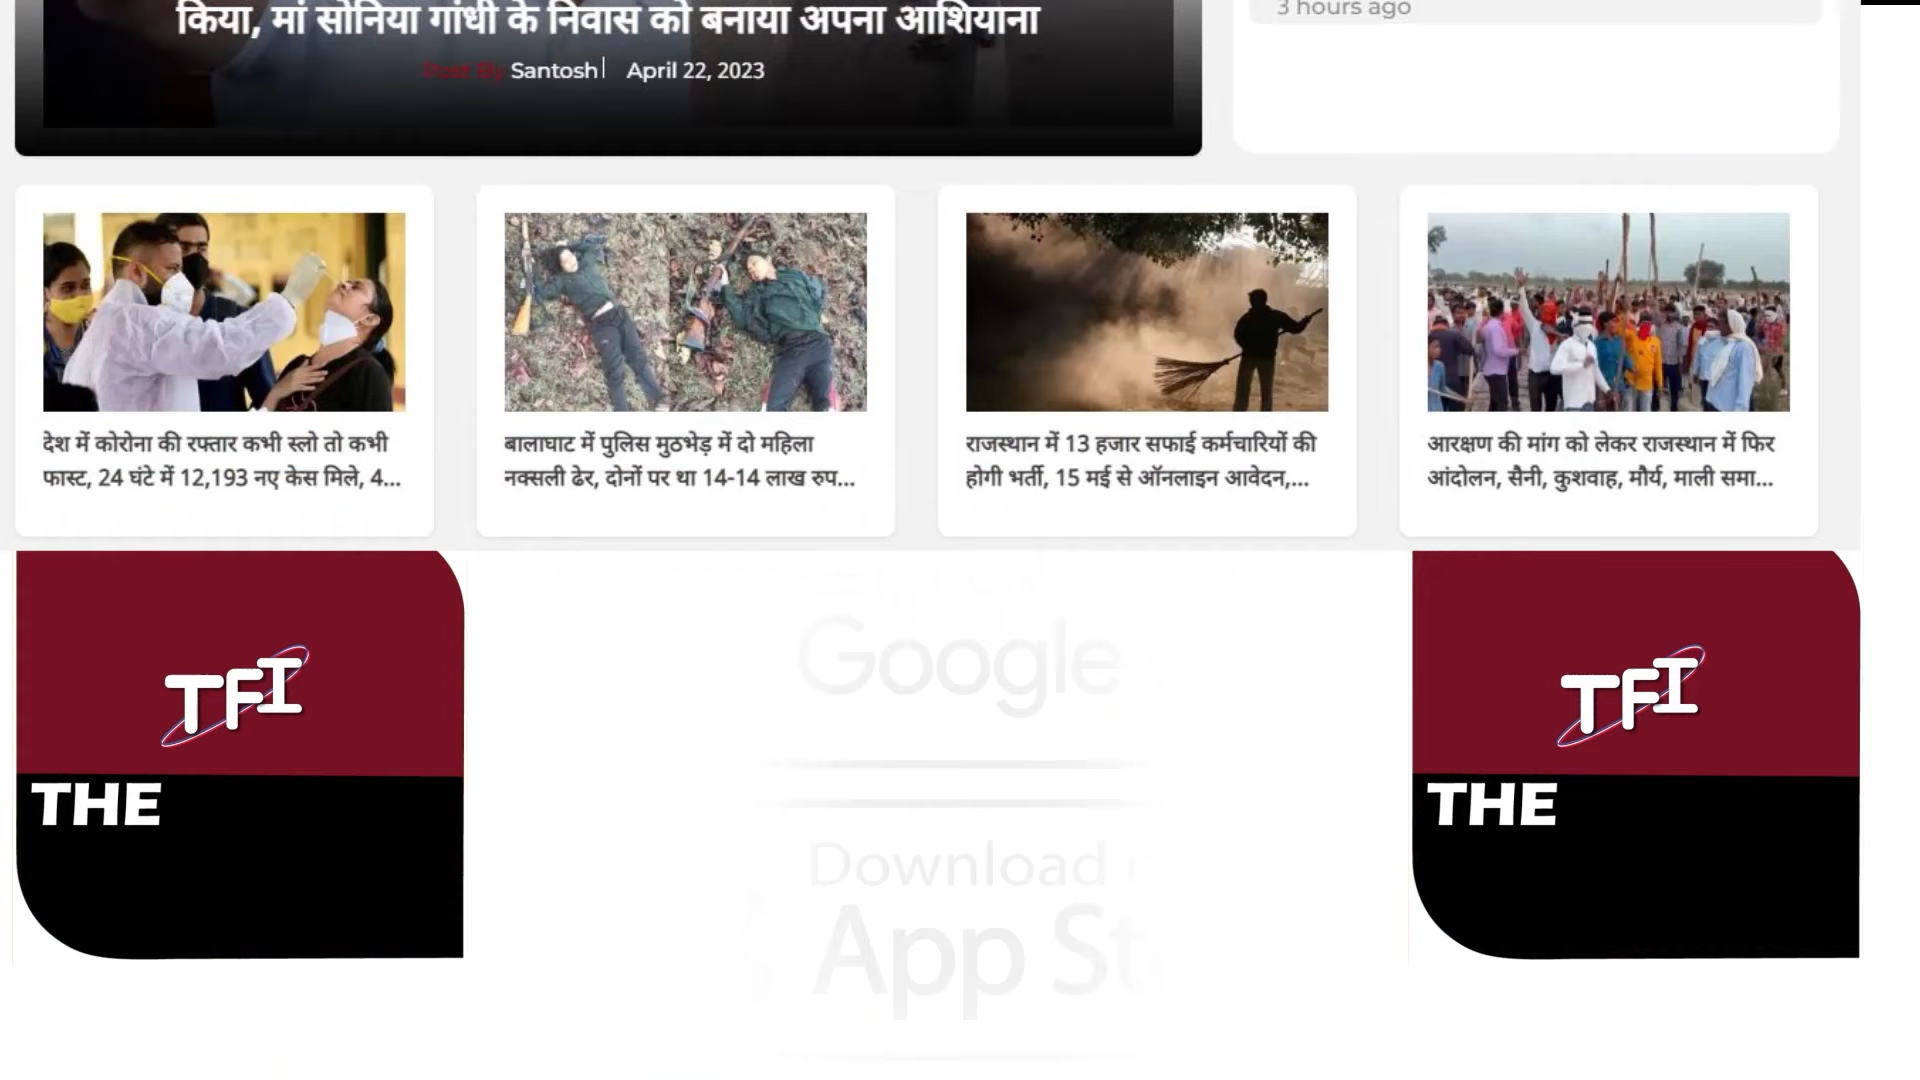 किया, मां सोनिया गांधी के निवास को बनाया अपना आशियाना
Post By Santosh April 22, 2023
3 hours ago
देश में कोरोना की रफ्तार कभी स्लो तो कभी
फास्ट, 24 घंटे में 12,193 नए केस मिले, 4...
बालाघाट में पुलिस मुठभेड़ में दो महिला
नक्सली ढेर, दोनों पर था 14-14 लाख रुप...
राजस्थान में 13 हजार सफाई कर्मचारियों की
होगी भर्ती, 15 मई से ऑनलाइन आवेदन,...
आरक्षण की मांग को लेकर राजस्थान में फिर
आंदोलन, सैनी, कुशवाह, मौर्य, माली समा...
TFI
THE
Google
Download
App St
TFI
THE